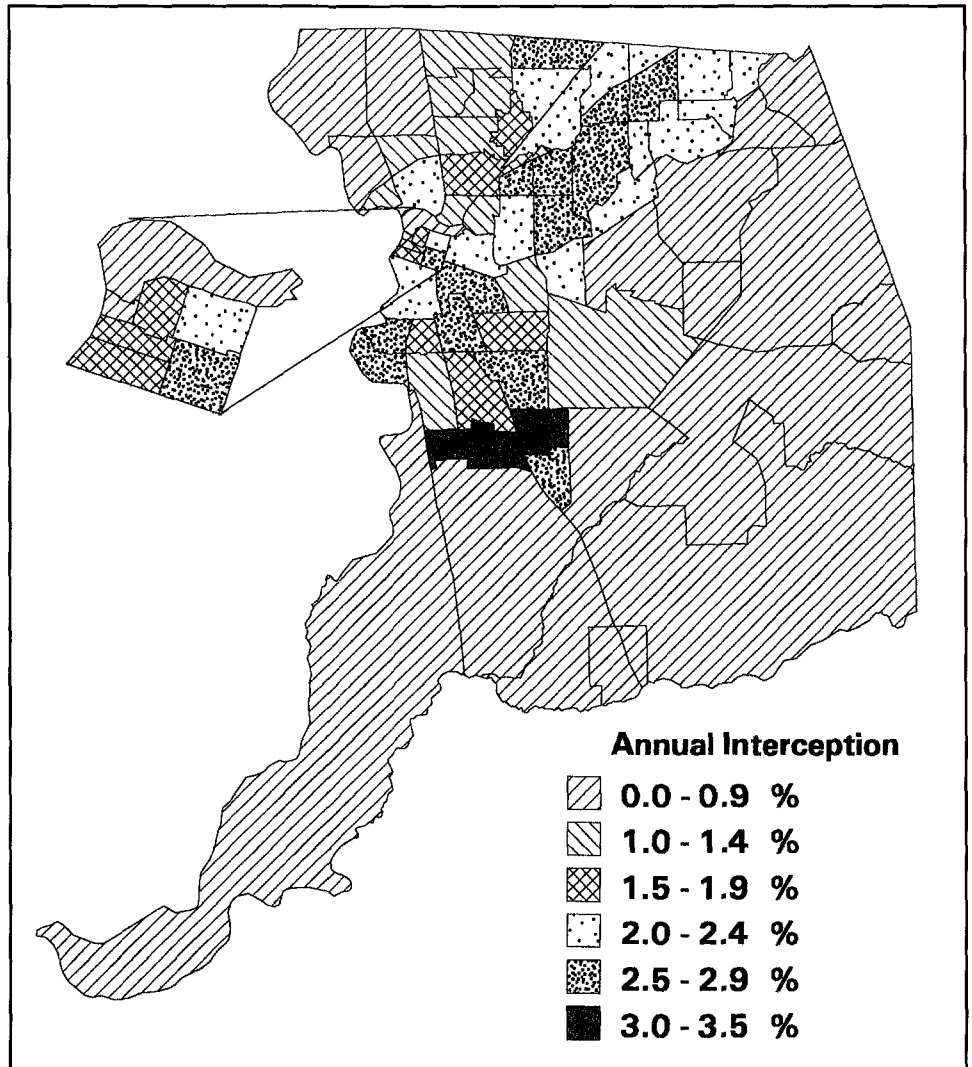 Annual Interception
0.0 - 0.9 %
1.0 - 1.4 %
1.5 - 1.9 %
2.0 - 2.4 %
2.5 - 2.9 %
3.0 - 3.5 %